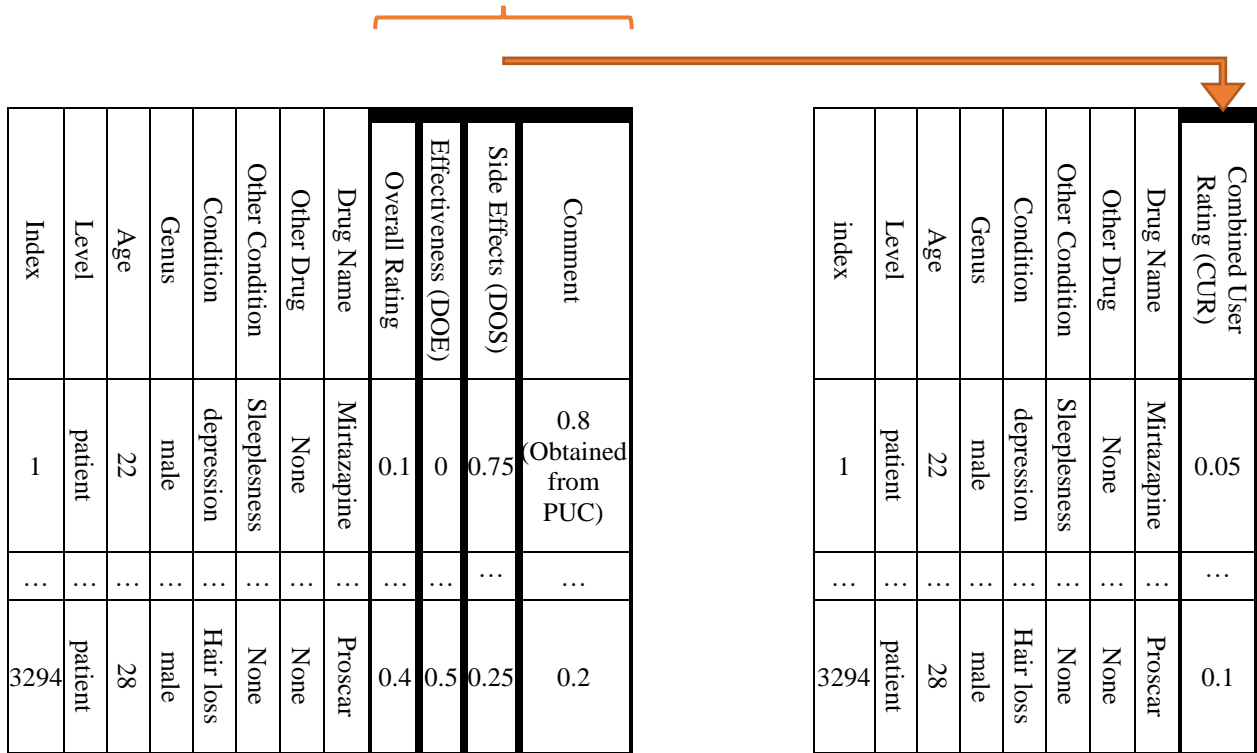 Index
Level
Age
Genus
Condition
Other Condition
Other Drug
Drug Name
Overall Rating
Effectiveness (DOE)
Side Effects (DOS)
Comment
1
patient
22
male
depression
Sleeplesness
None
Mirtazapine
0.1
0
0.75
0.8
(Obtained
from
PUC)
…
…
…
…
…
…
…
…
…
…
…
…
3294
patient
28
male
Hair loss
None
None
Proscar
0.4
0.5
0.25
0.2
index
Level
Age
Genus
Condition
Other Condition
Other Drug
Drug Name
Combined User
Rating (CUR)
1
patient
22
male
depression
Sleeplesness
None
Mirtazapine
0.05
…
…
…
…
…
…
…
…
…
3294
patient
28
male
Hair loss
None
None
Proscar
0.1